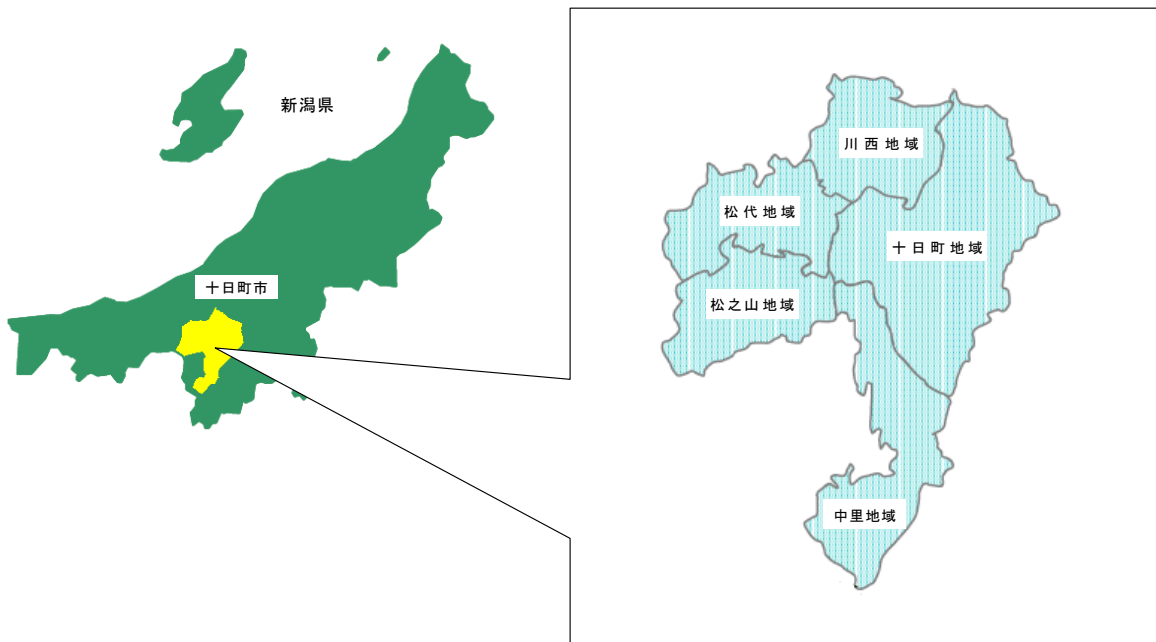 新潟県
十日町市
川西地域
松代地域
十日町地域
松之山地域
中里地域